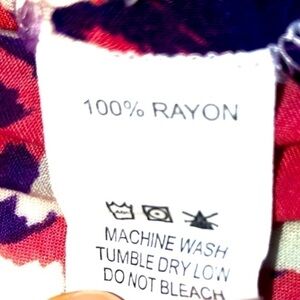 100% RAYON
MACHINE WASH
TUMBLE DRY LOW
DO NOT BLEACH